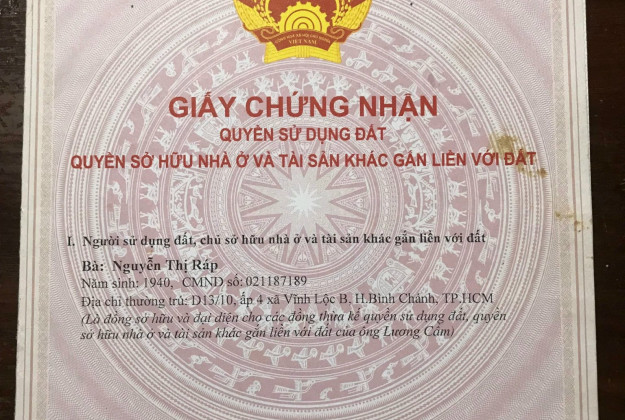 VIỆT NAM
GIẤY CHỨNG NHẬN
QUYỀN SỬ DỤNG ĐẤT
QUYỀN SỞ HỮU NHÀ Ở VÀ TÀI SẢN KHÁC GẮN LIỀN VỚI ĐẤT
I. Người sử dụng đất, chủ sở hữu nhà ở và tài sản khác gắn liền với đất
Bà: Nguyễn Thị Ráp
Năm sinh: 1940, CMND số: 021187189
Địa chỉ thường trú: D13/10, ấp 4 xã Vĩnh Lộc B, H.Bình Chánh, TP.HCM
(Là đồng sở hữu và đại diện cho các đồng thừa kế quyền sử dụng đất, quyền
sở hữu nhà ở và tài sản khác gắn liền với đất của ông Lương Câm)